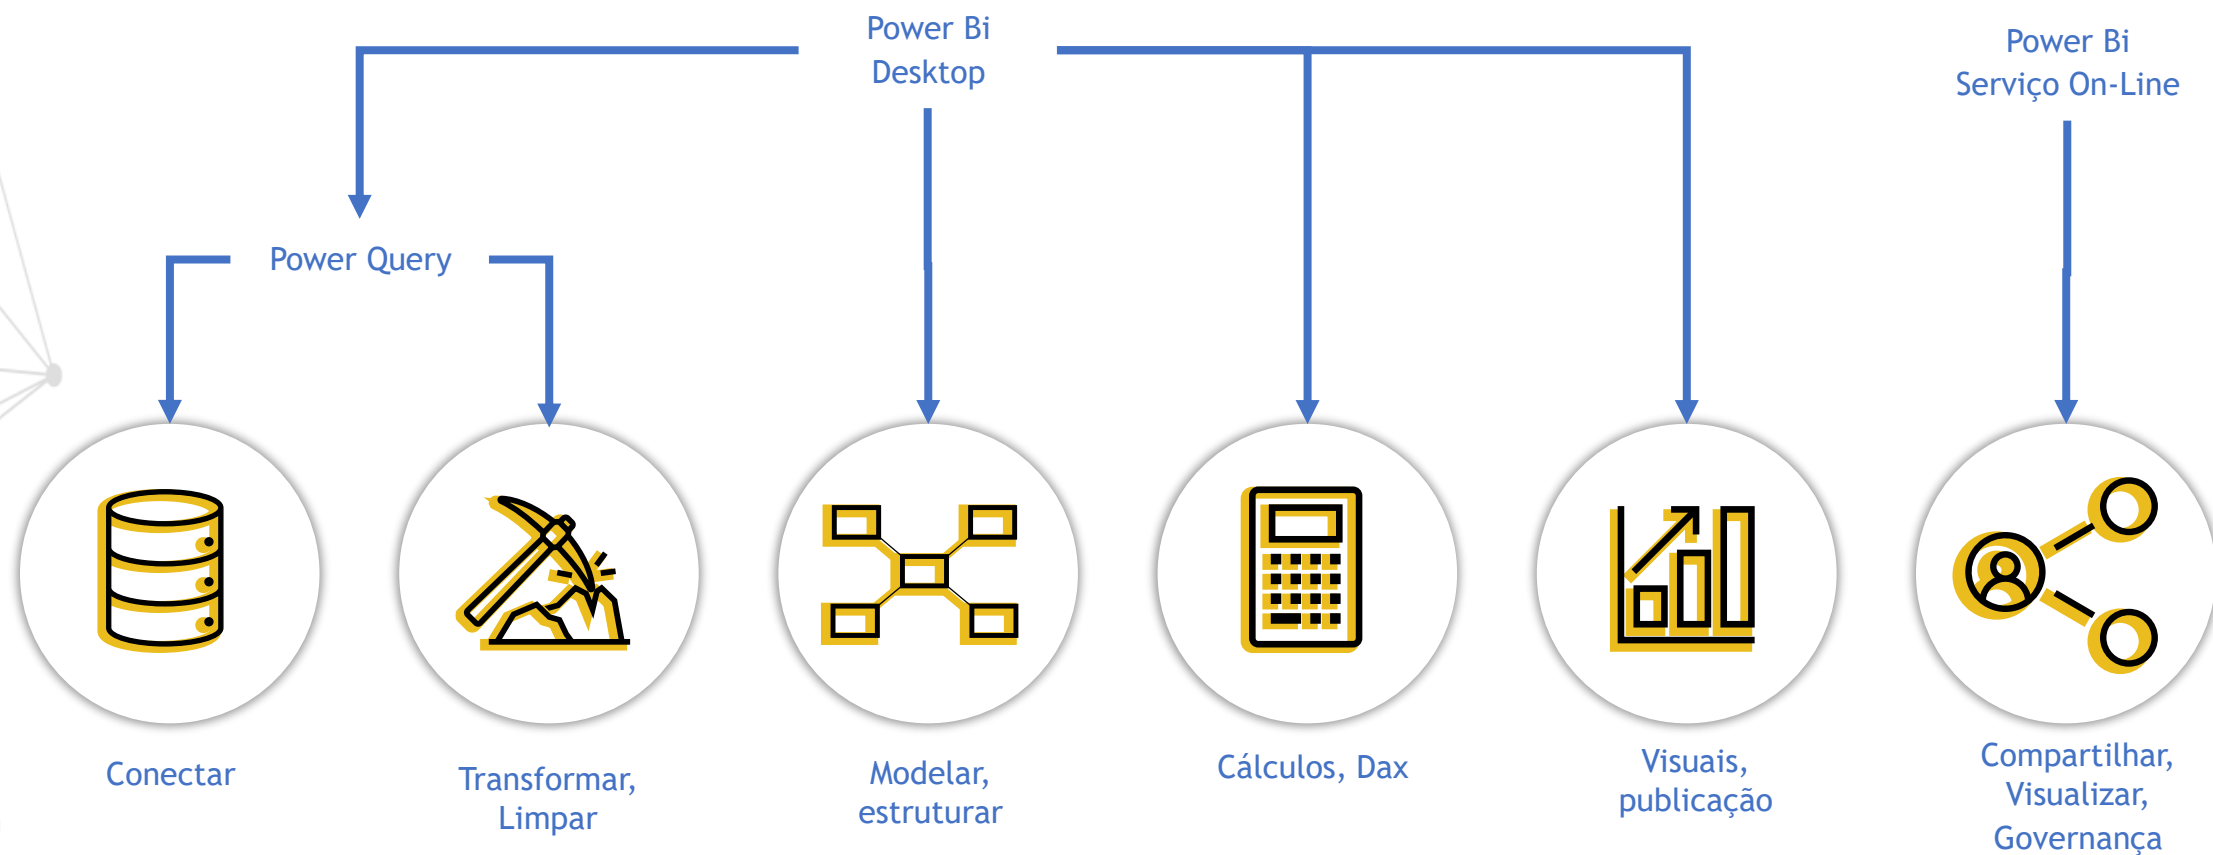 Power Bi
Desktop
Power Bi
Serviço On-Line
Power Query
Conectar
Transformar,
Limpar
Modelar,
estruturar
Cálculos, Dax
Visuais,
publicação
Compartilhar,
Visualizar,
Governança